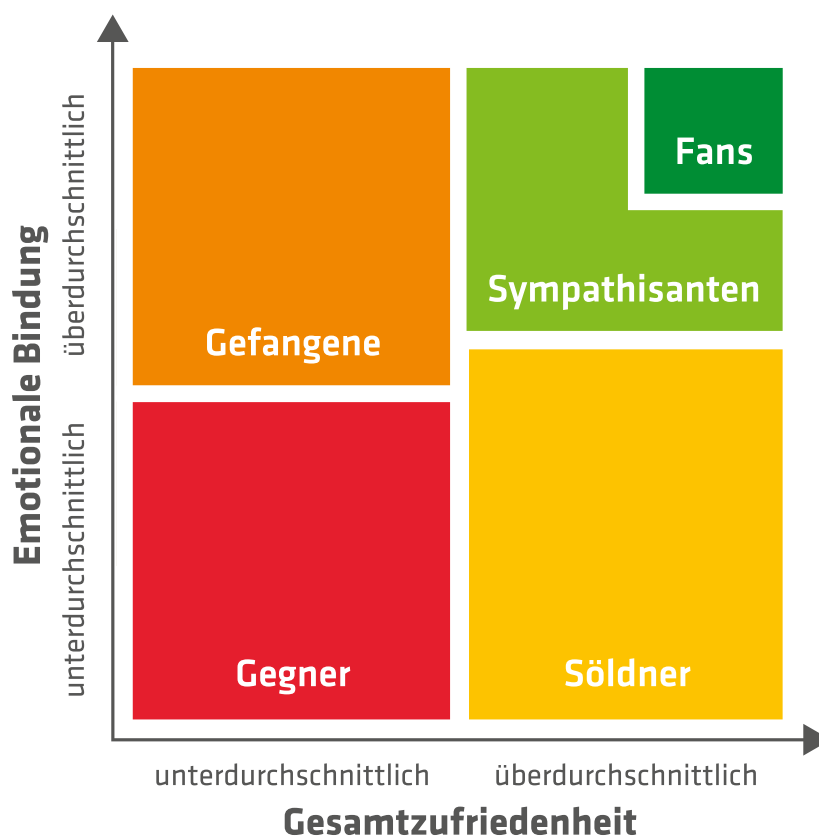 Emotionale Bindung
überdurchschnittlich
unterdurchschnittlich
Fans
Sympathisanten
Gefangene
Gegner
Söldner
unterdurchschnittlich
überdurchschnittlich
Gesamtzufriedenheit